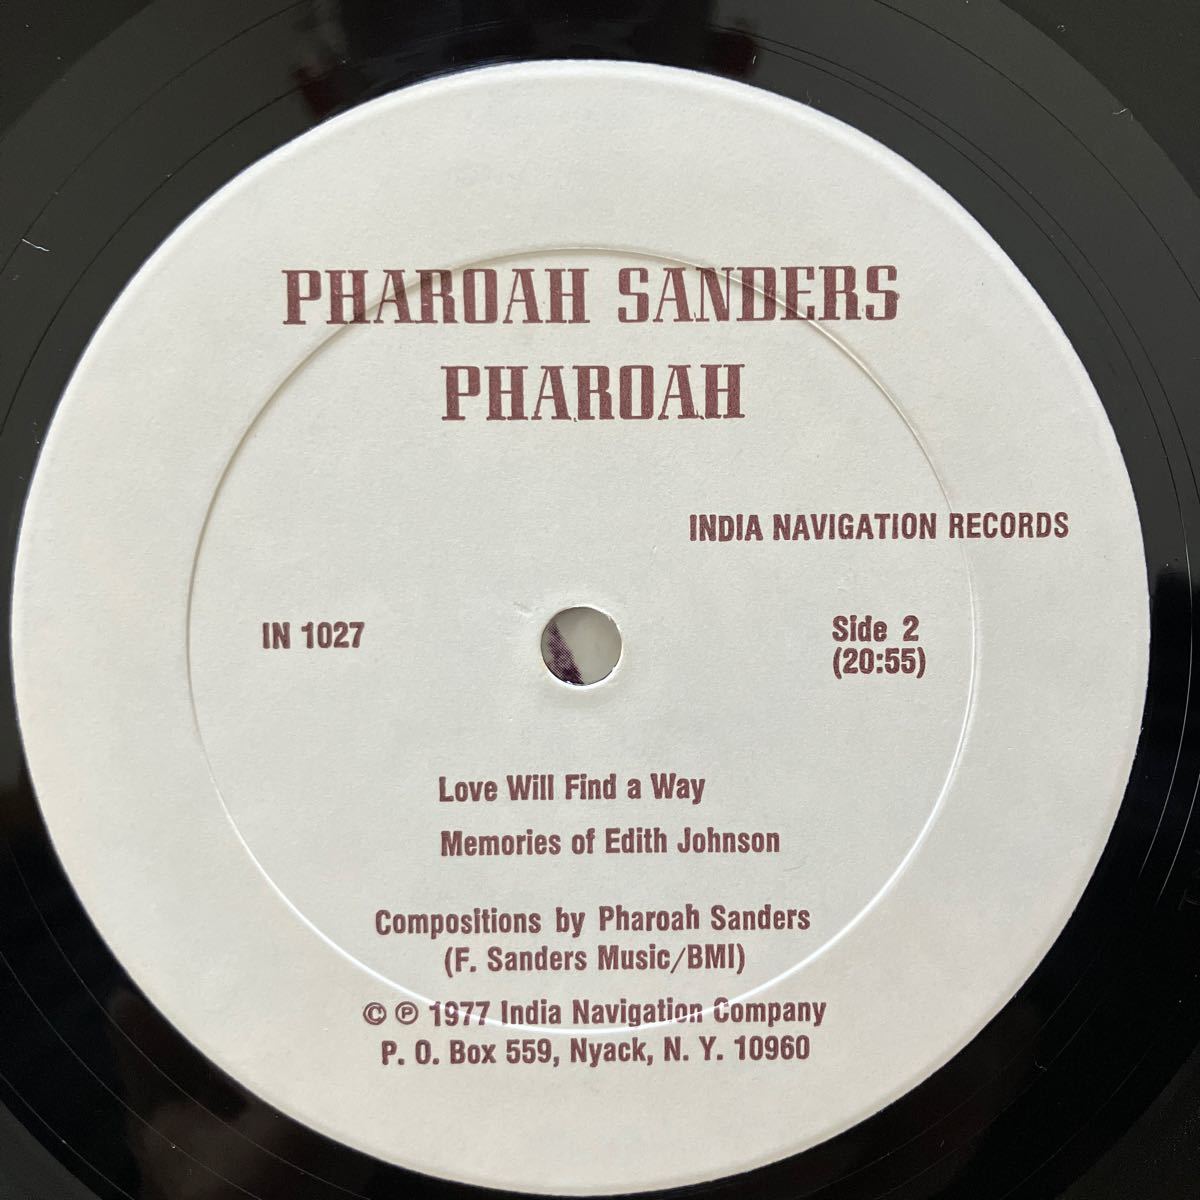 PHAROAH SANDERS
PHAROAH
INDIA NAVIGATION RECORDS
IN 1027
Side 2
(20:55)
Love Will Find a Way
Memories of Edith Johnson
Compositions by Pharoah Sanders
(F. Sanders Music/BMI)
© ℗ 1977 India Navigation Company
P. O. Box 559, Nyack, N. Y. 10960